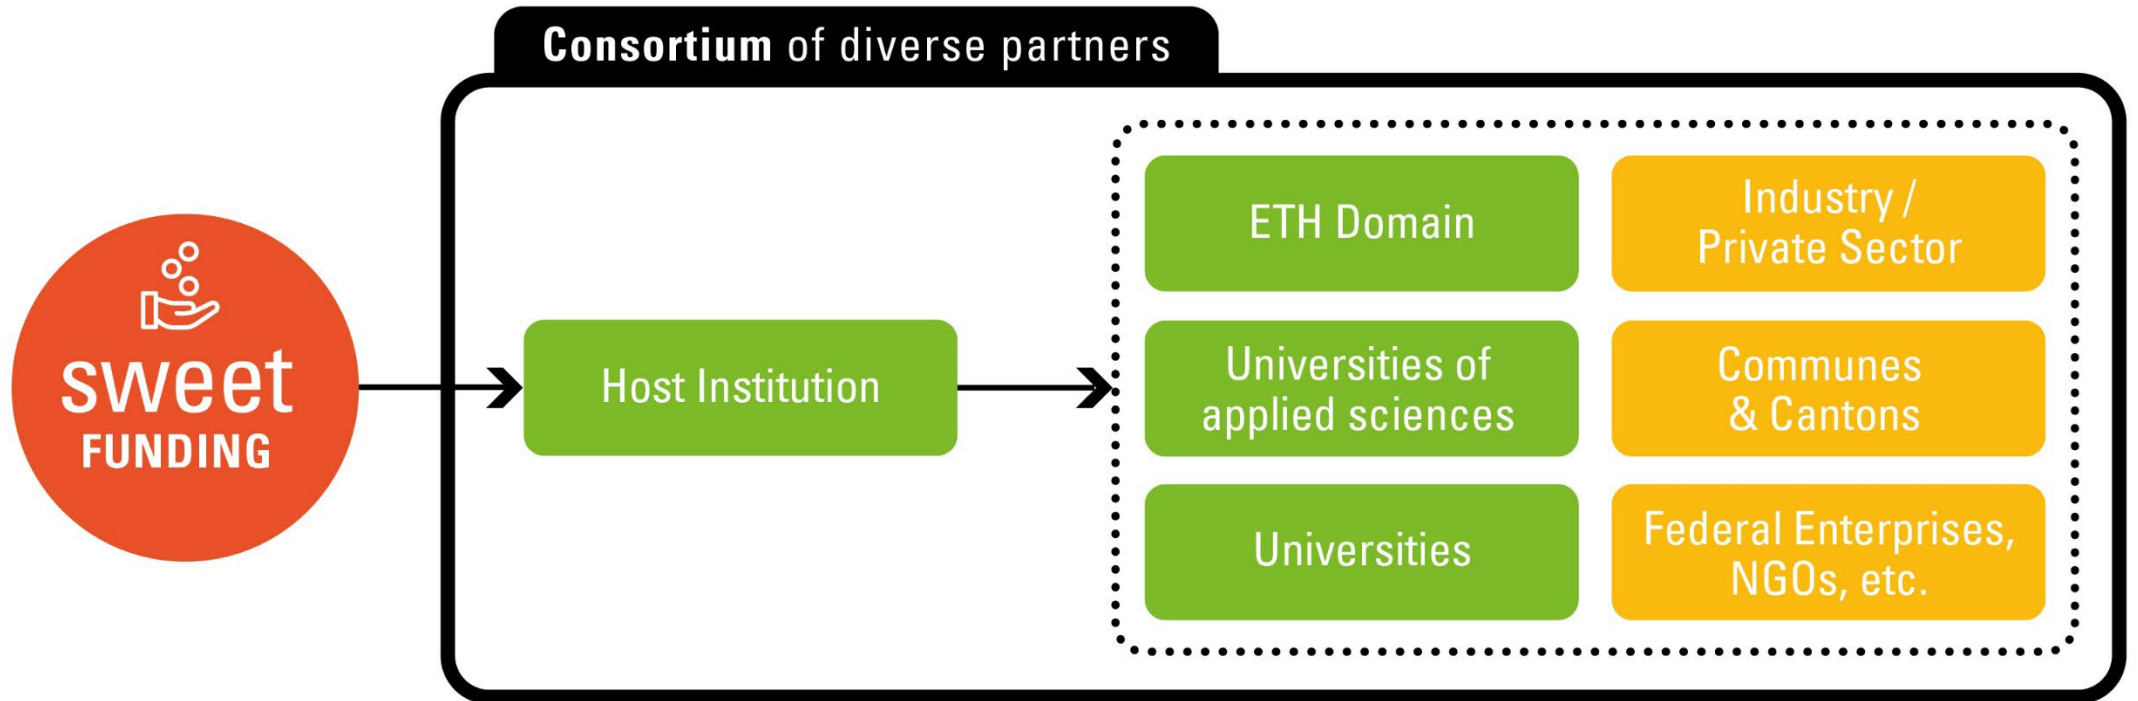 Consortium of diverse partners
sweet
FUNDING
Host Institution
ETH Domain
Industry /
Private Sector
Universities of
applied sciences
Communes
& Cantons
Universities
Federal Enterprises,
NGOs, etc.